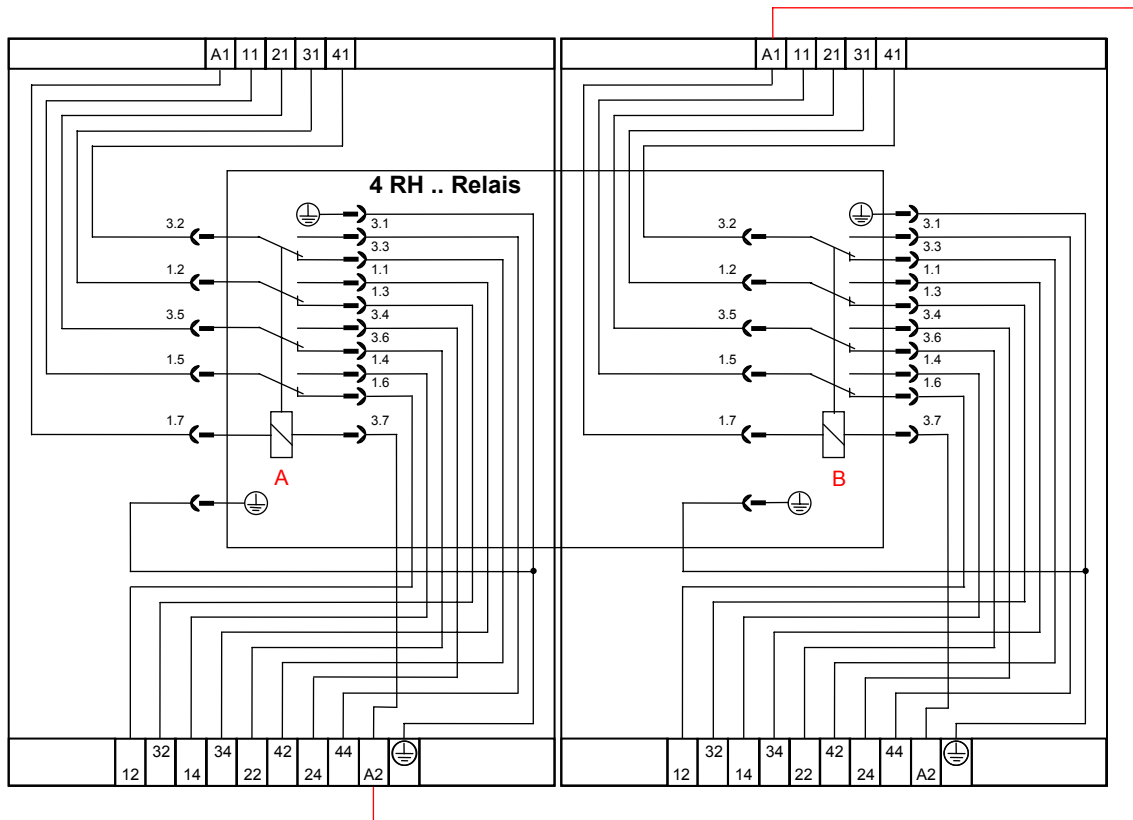 A1 11 21 31 41 A1 11 21 31 41
4 RH .. Relais
3.2 3.1 3.2 3.1
3.3 3.3
1.2 1.1 1.2 1.1
1.3 1.3
3.5 3.4 3.5 3.4
3.6 3.6
1.5 1.4 1.5 1.4
1.6 1.6
1.7 3.7 1.7 3.7
A B
32 34 42 44 32 34 42 44
12 14 22 24 A2 12 14 22 24 A2